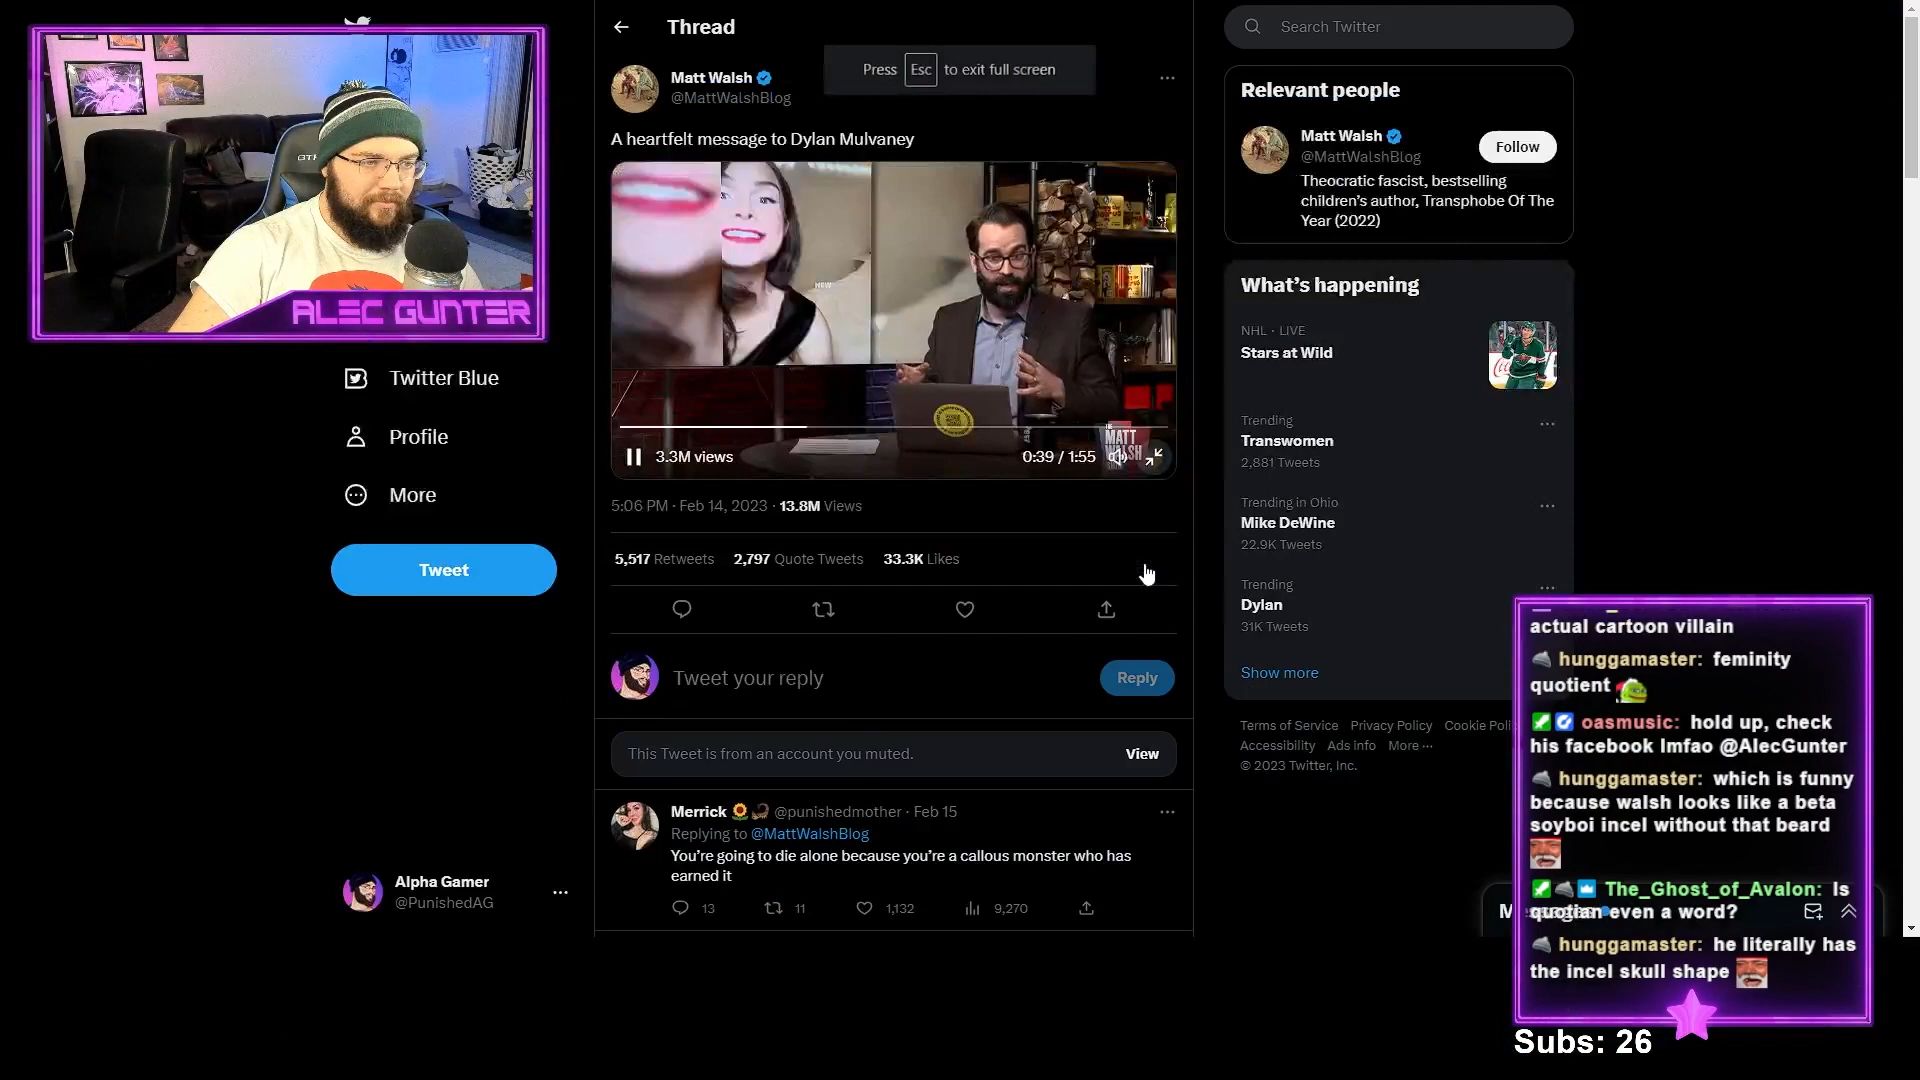 Thread
Search Twitter
Press Esc to exit full screen
Matt Walsh
@MattWalshBlog
A heartfelt message to Dylan Mulvaney
NEW
THE
MATT
WALSH
SHOW
3.3M views
0:39 / 1:55
5:06 PM · Feb 14, 2023 · 13.8M Views
5,517 Retweets 2,797 Quote Tweets 33.3K Likes
Tweet your reply
Reply
This Tweet is from an account you muted.
View
Merrick @punishedmother · Feb 15
Replying to @MattWalshBlog
You're going to die alone because you're a callous monster who has
earned it
13 11 1,132 9,270
ALEC GUNTER
Twitter Blue
Profile
More
Tweet
Alpha Gamer
@PunishedAG
Relevant people
Matt Walsh
@MattWalshBlog
Follow
Theocratic fascist, bestselling
children's author, Transphobe Of The
Year (2022)
What's happening
NHL · LIVE
Stars at Wild
Trending
Transwomen
2,881 Tweets
Trending in Ohio
Mike DeWine
22.9K Tweets
Trending
Dylan
31K Tweets
Show more
Terms of Service Privacy Policy Cookie
Accessibility Ads info More
© 2023 Twitter, Inc.
actual cartoon villain
hunggamaster: feminity
quotient
oasmusic: hold up, check
his facebook lmfao @AlecGunter
hunggamaster: which is funny
because walsh looks like a beta
soyboi incel without that beard
The_Ghost_of_Avalon: Is
quotian even a word?
hunggamaster: he literally has
the incel skull shape
Subs: 26